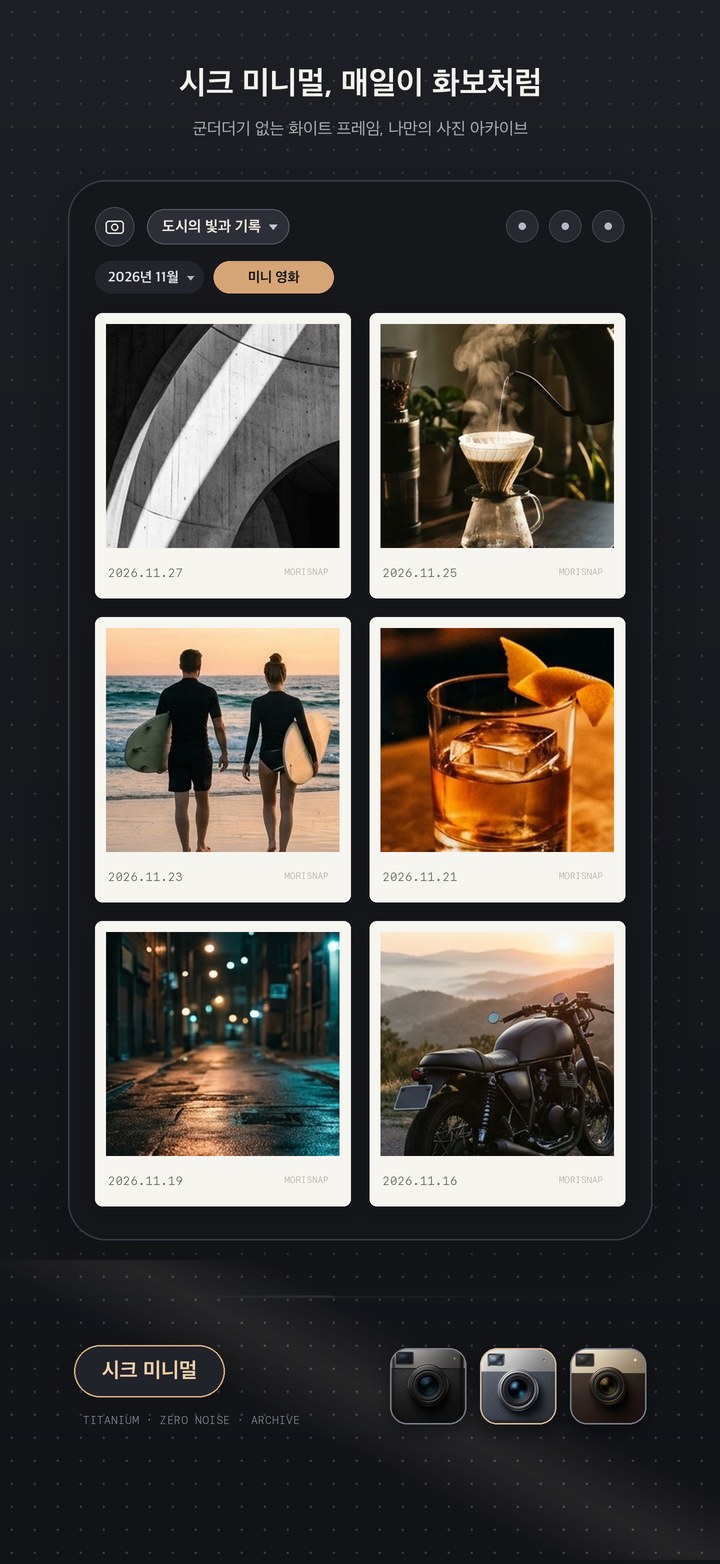 시크 미니멀, 매일이 화보처럼
군더더기 없는 화이트 프레임, 나만의 사진 아카이브
도시의 빛과 기록
2026년 11월
미니 영화
2026.11.27 MORISNAP
2026.11.25 MORISNAP
2026.11.23 MORISNAP
2026.11.21 MORISNAP
2026.11.19 MORISNAP
2026.11.16 MORISNAP
시크 미니멀
TITANIUM · ZERO NOISE · ARCHIVE